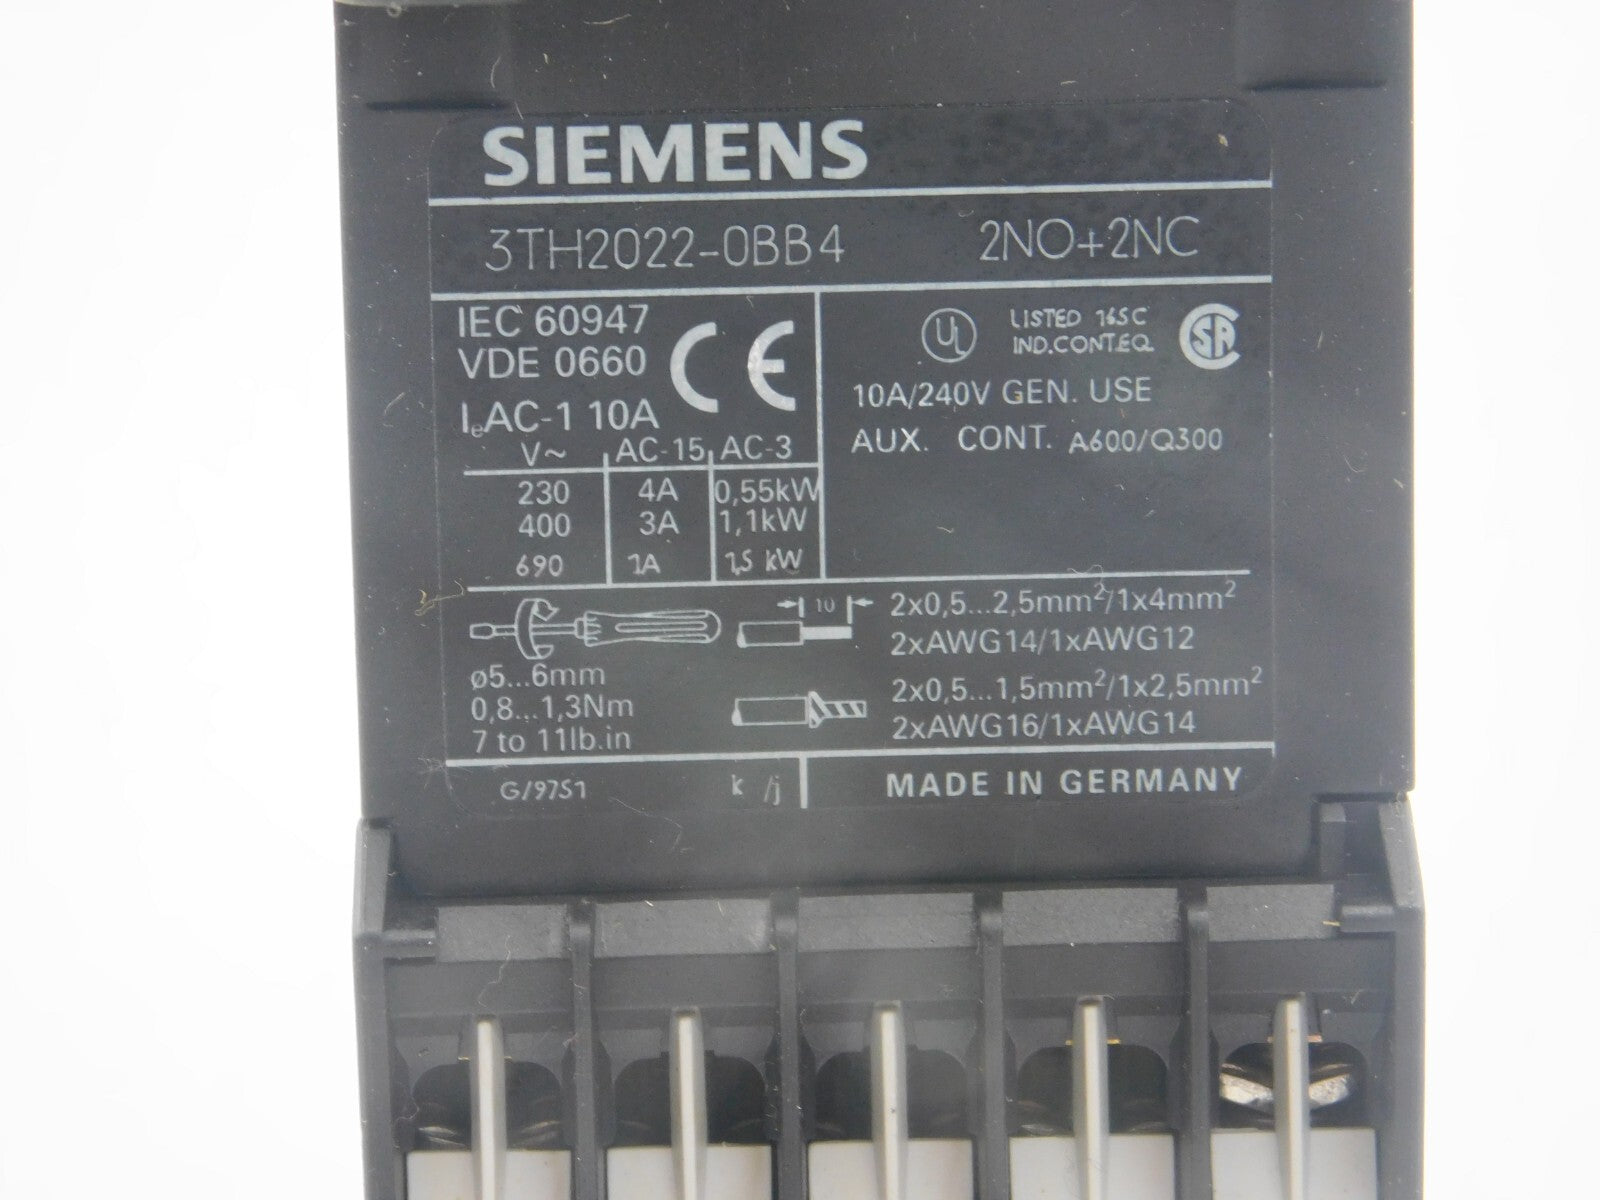 SIEMENS
3TH2022-0BB4 2NO+2NC
IEC 60947
VDE 0660
CE
IeAC-1 10A
V~ AC-15 AC-3
230 4A 0,55kW
400 3A 1,1kW
690 1A 1,5 kW
UL LISTED 165C
IND.CONT.EQ. SA
10A/240V GEN. USE
AUX. CONT. A600/Q300
ø5...6mm
0,8...1,3Nm
7 to 11lb.in
10 2x0,5...2,5mm²/1x4mm²
2xAWG14/1xAWG12
2x0,5...1,5mm²/1x2,5mm²
2xAWG16/1xAWG14
G/97S1 k /j MADE IN GERMANY